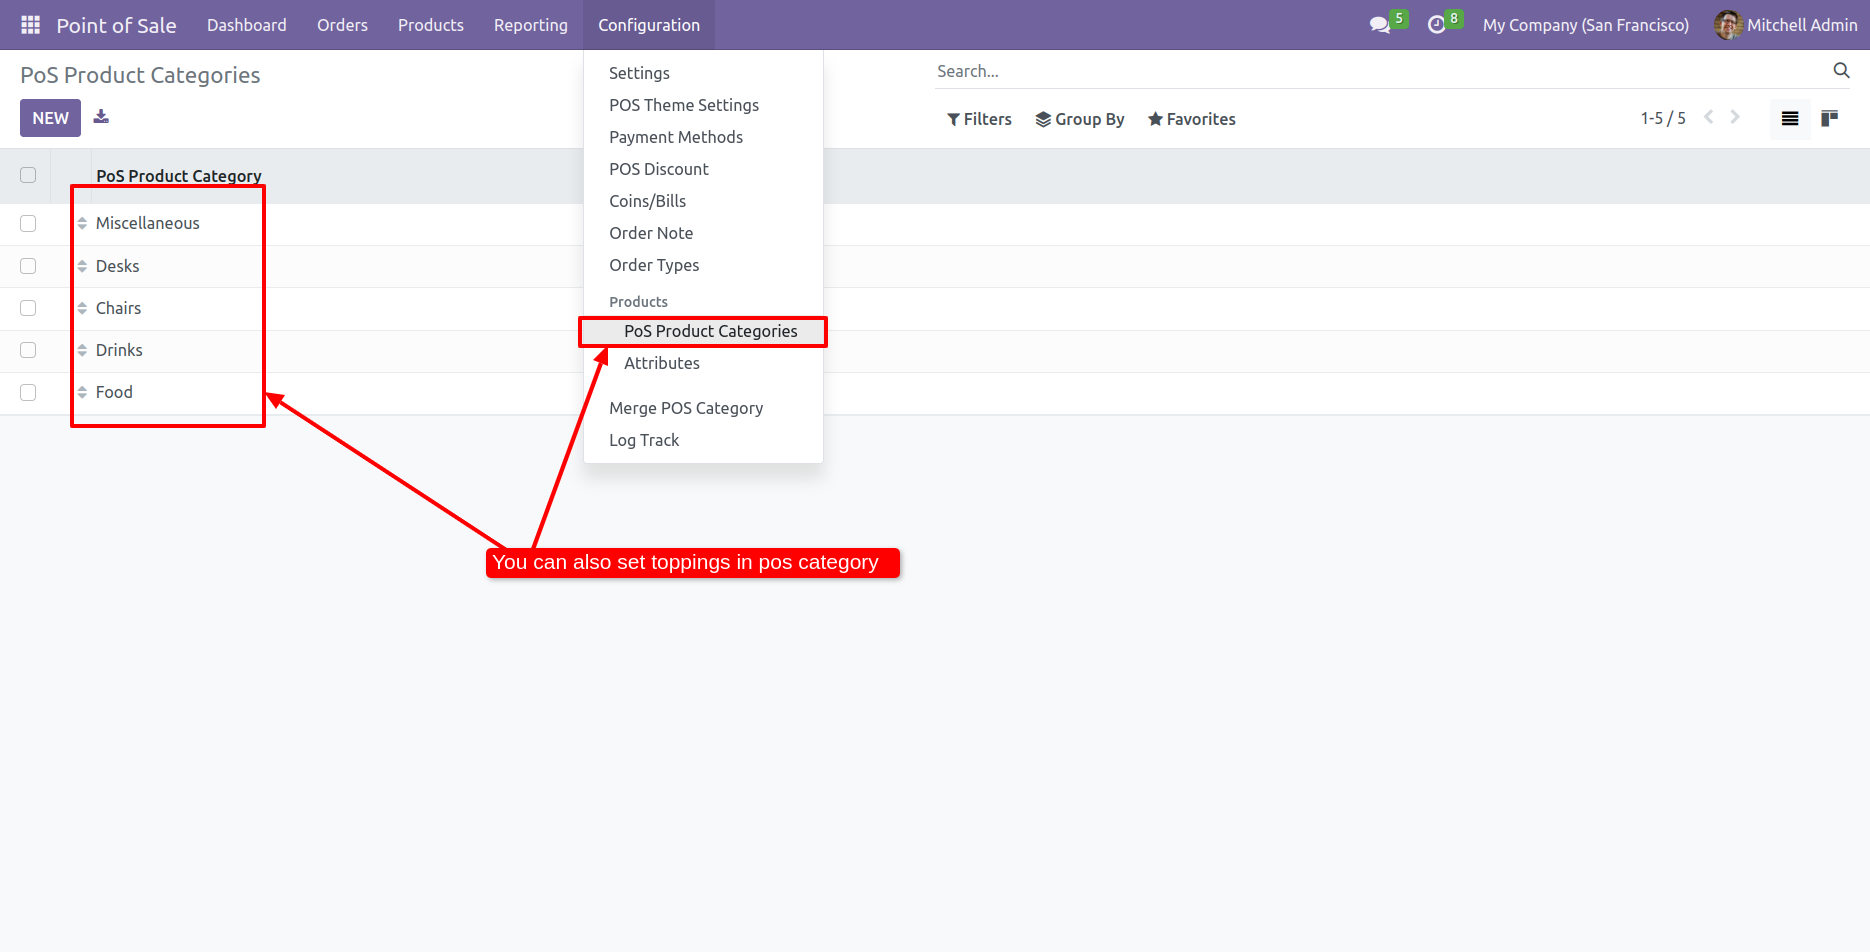 Point of Sale Dashboard Orders Products Reporting Configuration 5 8 My Company (San Francisco) Mitchell Admin
PoS Product Categories
Search...
NEW
Filters Group By Favorites 1-5 / 5
Settings
POS Theme Settings
Payment Methods
POS Discount
Coins/Bills
Order Note
Order Types
Products
PoS Product Categories
Attributes
Merge POS Category
Log Track
PoS Product Category
Miscellaneous
Desks
Chairs
Drinks
Food
You can also set toppings in pos category